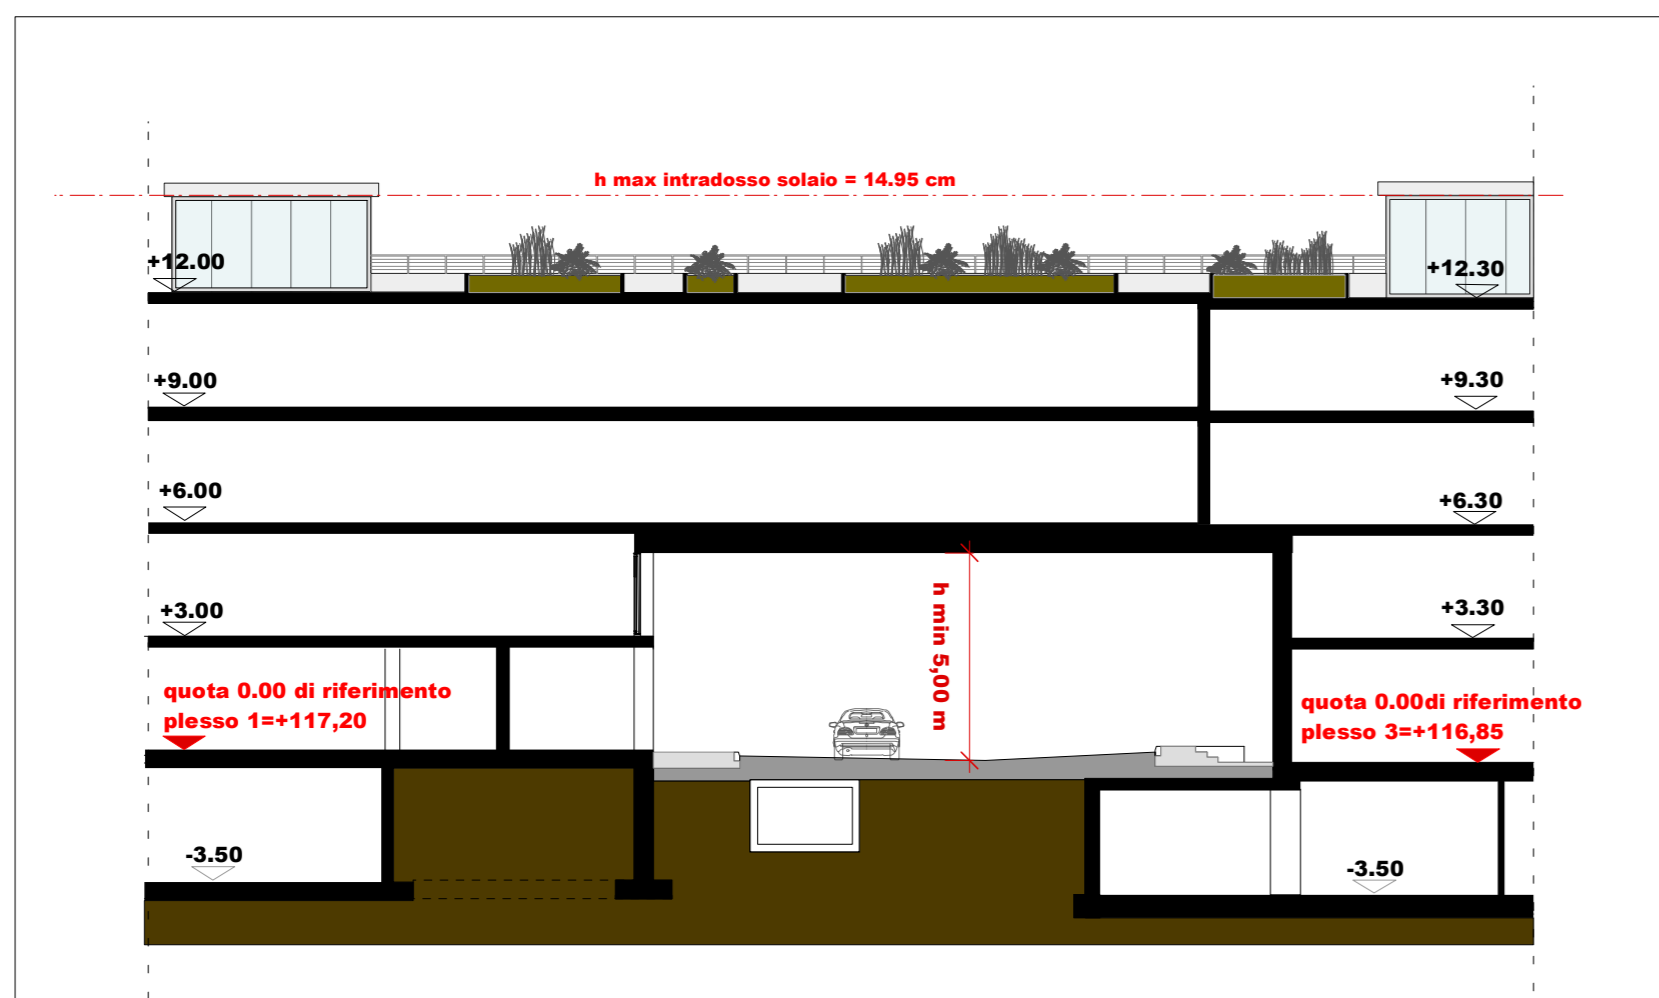 h max intradosso solaio = 14.95 cm
+12.00
+12.30
+9.00
+9.30
+6.00
+6.30
h min 5,00 m
+3.00
+3.30
quota 0.00 di riferimento
plesso 1=+117,20
quota 0.00di riferimento
plesso 3=+116,85
-3.50
-3.50